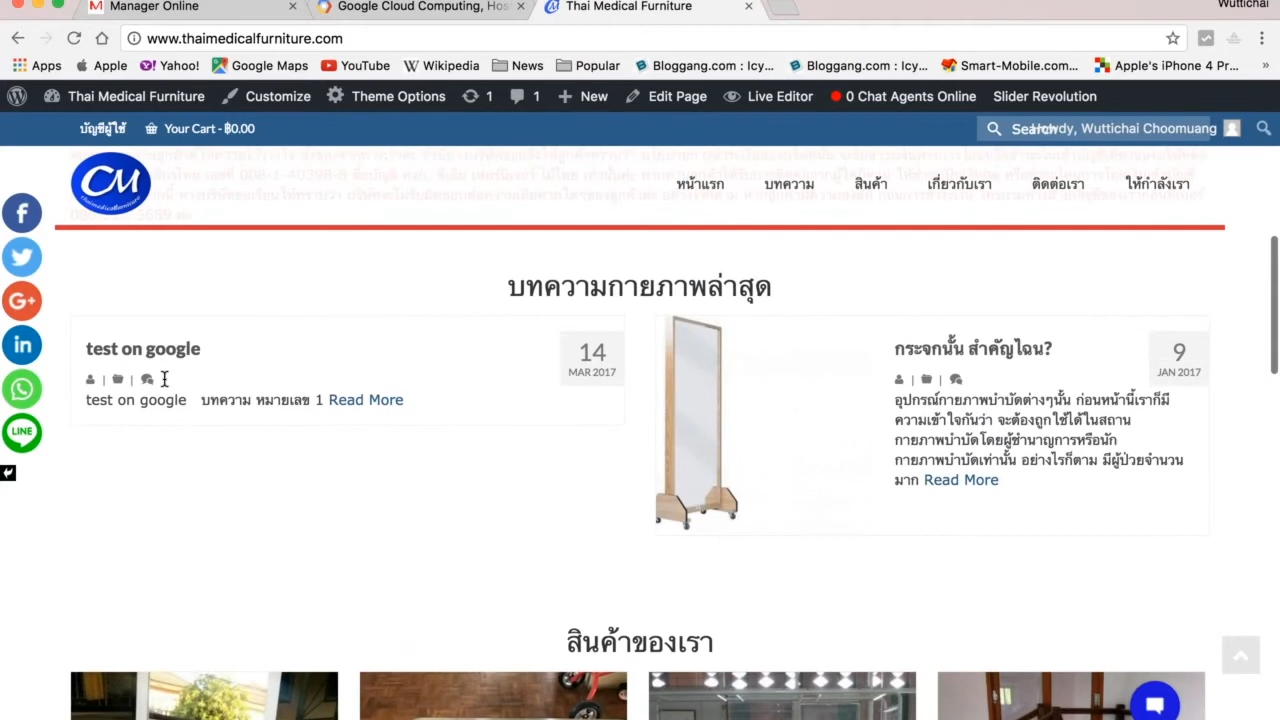 Manager Online
Google Cloud Computing, Hos
Thai Medical Furniture
Wuttichai
www.thaimedicalfurniture.com
Apps
Apple
Yahoo!
Google Maps
YouTube
Wikipedia
News
Popular
Bloggang.com : Icy...
Bloggang.com : Icy...
Smart-Mobile.com...
Apple's iPhone 4 Pr...
»
Thai Medical Furniture
Customize
Theme Options
1
1
New
Edit Page
Live Editor
0 Chat Agents Online
Slider Revolution
บัญชีผู้ใช้
Your Cart - ฿0.00
Search
Howdy, Wuttichai Choomuang
CM
thaimedicalfurniture
หน้าแรก
บทความ
สินค้า
เกี่ยวกับเรา
ติดต่อเรา
ให้กำลังเรา
LINE
บทความกายภาพล่าสุด
test on google
14
MAR 2017
test on google บทความ หมายเลข 1 Read More
กระจกนั้น สำคัญไฉน?
9
JAN 2017
อุปกรณ์กายภาพบำบัดต่างๆนั้น ก่อนหน้านี้เราก็มี
ความเข้าใจกันว่า จะต้องถูกใช้ได้ในสถาน
กายภาพบำบัดโดยผู้ชำนาญการหรือนัก
กายภาพบำบัดเท่านั้น อย่างไรก็ตาม มีผู้ป่วยจำนวน
มาก Read More
สินค้าของเรา